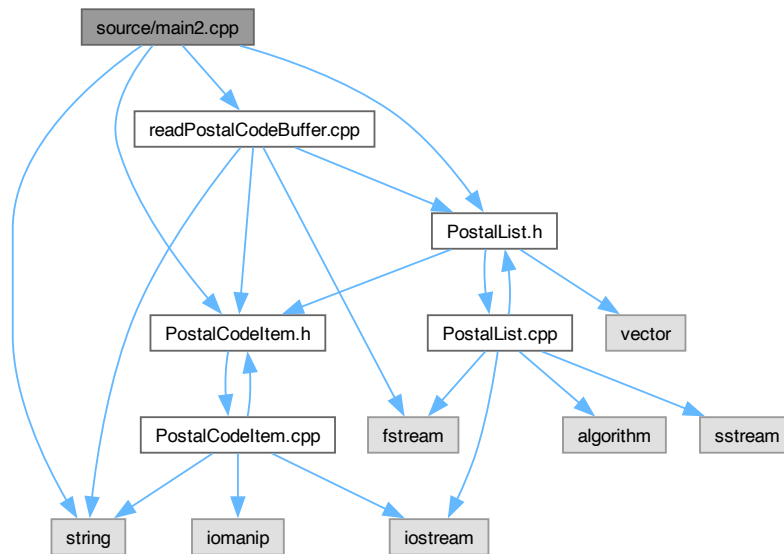 source/main2.cpp
readPostalCodeBuffer.cpp
PostalList.h
PostalCodeItem.h
PostalList.cpp
vector
PostalCodeItem.cpp
fstream
algorithm
sstream
string
iomanip
iostream